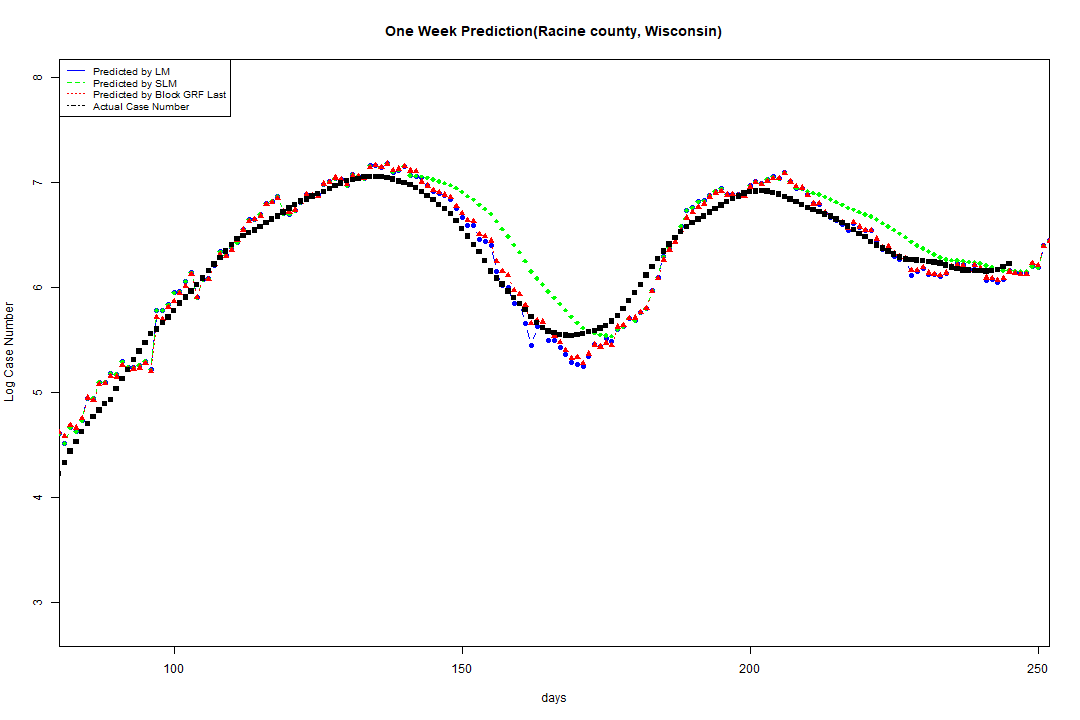 One Week Prediction(Racine county, Wisconsin)
Predicted by LM
Predicted by SLM
Predicted by Block GRF Last
Actual Case Number
8
7
6
5
4
3
Log Case Number
100 150 200 250
days